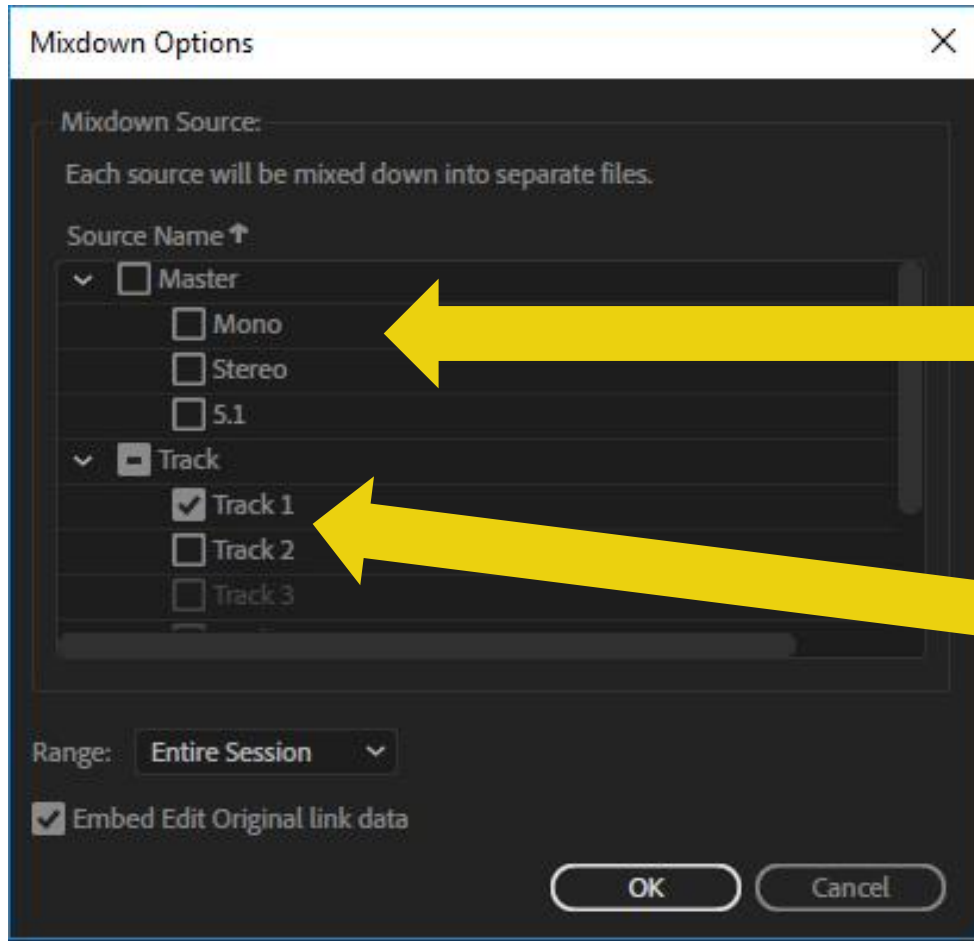 Mixdown Options
Mixdown Source:
Each source will be mixed down into separate files.
Source Name
Master
Mono
Stereo
5.1
Track
Track 1
Track 2
Track 3
Range: Entire Session
Embed Edit Original link data
OK Cancel